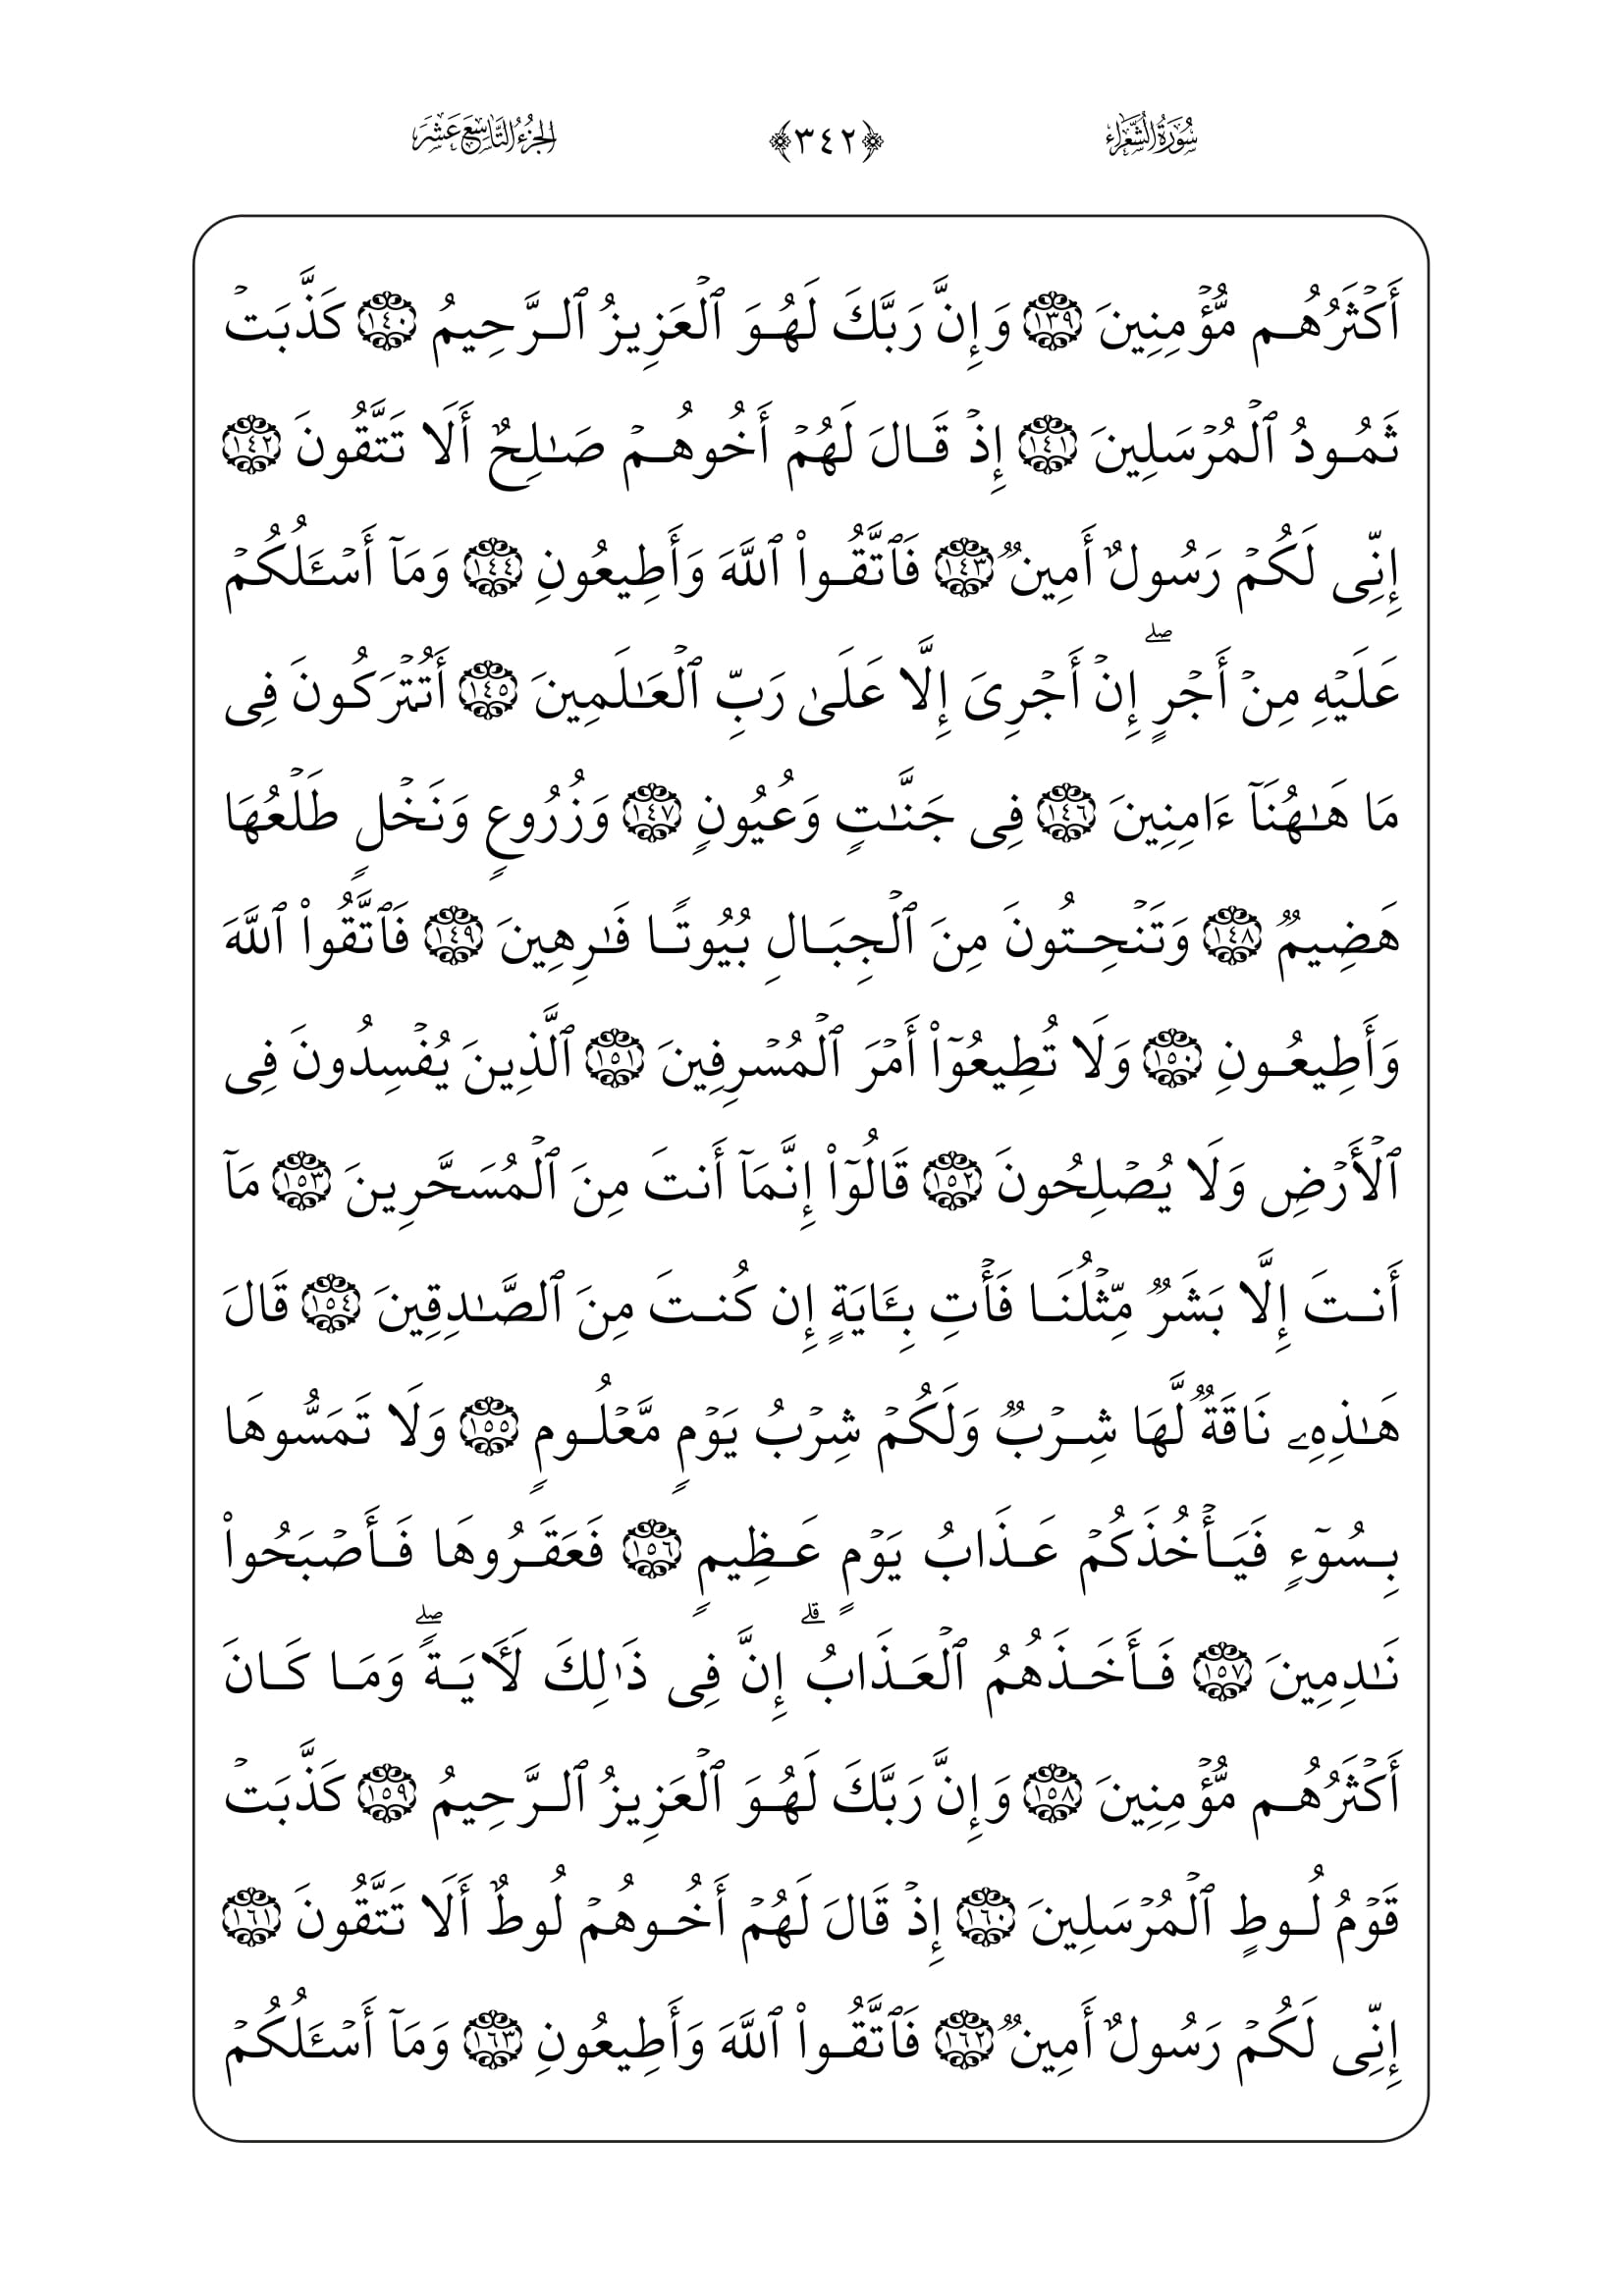 سُورَةُ الشُّعَرَاء ﴿٣٤٢﴾ الجُزْءُ التَّاسِعَ عَشَرَ
أَكۡثَرُهُم مُّؤۡمِنِينَ ١٣٩ وَإِنَّ رَبَّكَ لَهُوَ ٱلۡعَزِيزُ ٱلرَّحِيمُ ١٤٠ كَذَّبَتۡ
ثَمُودُ ٱلۡمُرۡسَلِينَ ١٤١ إِذۡ قَالَ لَهُمۡ أَخُوهُمۡ صَٰلِحٌ أَلَا تَتَّقُونَ ١٤٢
إِنِّى لَكُمۡ رَسُولٌ أَمِينٞ ١٤٣ فَٱتَّقُواْ ٱللَّهَ وَأَطِيعُونِ ١٤٤ وَمَآ أَسۡـَٔلُكُمۡ
عَلَيۡهِ مِنۡ أَجۡرٍۖ إِنۡ أَجۡرِىَ إِلَّا عَلَىٰ رَبِّ ٱلۡعَٰلَمِينَ ١٤٥ أَتُتۡرَكُونَ فِى
مَا هَٰهُنَآ ءَامِنِينَ ١٤٦ فِى جَنَّٰتٍ وَعُيُونٍ ١٤٧ وَزُرُوعٍ وَنَخۡلٍ طَلۡعُهَا
هَضِيمٞ ١٤٨ وَتَنۡحِتُونَ مِنَ ٱلۡجِبَالِ بُيُوتًا فَٰرِهِينَ ١٤٩ فَٱتَّقُواْ ٱللَّهَ
وَأَطِيعُونِ ١٥٠ وَلَا تُطِيعُوٓاْ أَمۡرَ ٱلۡمُسۡرِفِينَ ١٥١ ٱلَّذِينَ يُفۡسِدُونَ فِى
ٱلۡأَرۡضِ وَلَا يُصۡلِحُونَ ١٥٢ قَالُوٓاْ إِنَّمَآ أَنتَ مِنَ ٱلۡمُسَحَّرِينَ ١٥٣ مَآ
أَنتَ إِلَّا بَشَرٞ مِّثۡلُنَا فَأۡتِ بِـَٔايَةٍ إِن كُنتَ مِنَ ٱلصَّٰدِقِينَ ١٥٤ قَالَ
هَٰذِهِۦ نَاقَةٞ لَّهَا شِرۡبٞ وَلَكُمۡ شِرۡبُ يَوۡمٍ مَّعۡلُومٍ ١٥٥ وَلَا تَمَسُّوهَا
بِسُوٓءٍ فَيَأۡخُذَكُمۡ عَذَابُ يَوۡمٍ عَظِيمٍ ١٥٦ فَعَقَرُوهَا فَأَصۡبَحُواْ
نَٰدِمِينَ ١٥٧ فَأَخَذَهُمُ ٱلۡعَذَابُۗ إِنَّ فِى ذَٰلِكَ لَأٓيَةًۖ وَمَا كَانَ
أَكۡثَرُهُم مُّؤۡمِنِينَ ١٥٨ وَإِنَّ رَبَّكَ لَهُوَ ٱلۡعَزِيزُ ٱلرَّحِيمُ ١٥٩ كَذَّبَتۡ
قَوۡمُ لُوطٍ ٱلۡمُرۡسَلِينَ ١٦٠ إِذۡ قَالَ لَهُمۡ أَخُوهُمۡ لُوطٌ أَلَا تَتَّقُونَ ١٦١
إِنِّى لَكُمۡ رَسُولٌ أَمِينٞ ١٦٢ فَٱتَّقُواْ ٱللَّهَ وَأَطِيعُونِ ١٦٣ وَمَآ أَسۡـَٔلُكُمۡ